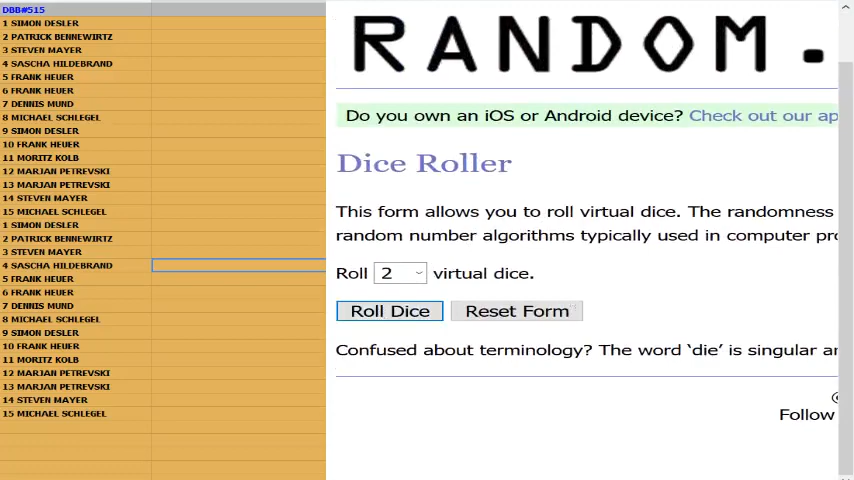 DBB#515
1 SIMON DESLER
2 PATRICK BENNEWIRTZ
3 STEVEN MAYER
4 SASCHA HILDEBRAND
5 FRANK HEUER
6 FRANK HEUER
7 DENNIS MUND
8 MICHAEL SCHLEGEL
9 SIMON DESLER
10 FRANK HEUER
11 MORITZ KOLB
12 MARJAN PETREVSKI
13 MARJAN PETREVSKI
14 STEVEN MAYER
15 MICHAEL SCHLEGEL
1 SIMON DESLER
2 PATRICK BENNEWIRTZ
3 STEVEN MAYER
4 SASCHA HILDEBRAND
5 FRANK HEUER
6 FRANK HEUER
7 DENNIS MUND
8 MICHAEL SCHLEGEL
9 SIMON DESLER
10 FRANK HEUER
11 MORITZ KOLB
12 MARJAN PETREVSKI
13 MARJAN PETREVSKI
14 STEVEN MAYER
15 MICHAEL SCHLEGEL
RANDOM.
Do you own an iOS or Android device? Check out our ap
Dice Roller
This form allows you to roll virtual dice. The randomness
random number algorithms typically used in computer pro
Roll 2 virtual dice.
Roll Dice Reset Form
Confused about terminology? The word ‘die’ is singular an
Follow